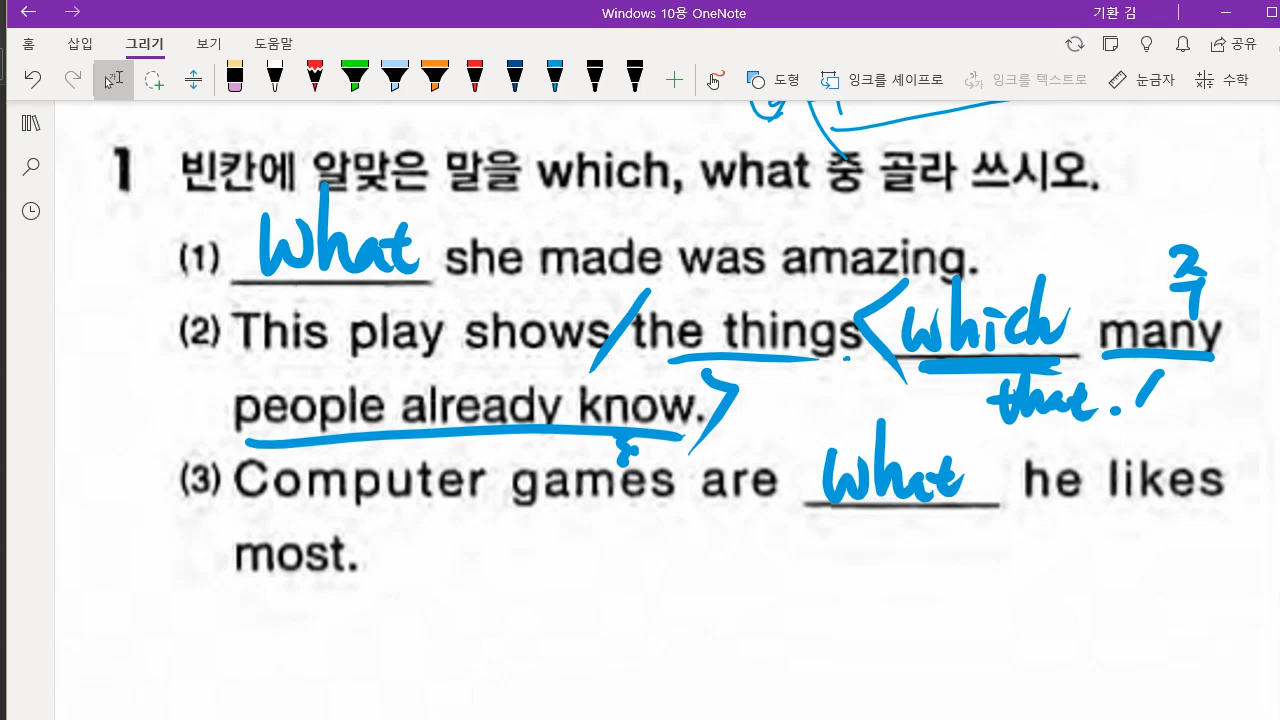 Windows 10용 OneNote
기환 김
홈 삽입 그리기 보기 도움말
공유
도형 잉크를 셰이프로 잉크를 텍스트로 눈금자 수학
1 빈칸에 알맞은 말을 which, what 중 골라 쓰시오.
(1) What she made was amazing.
주
(2) This play shows / the things < which many
that.
people already know. >
(3) Computer games are what he likes
most.